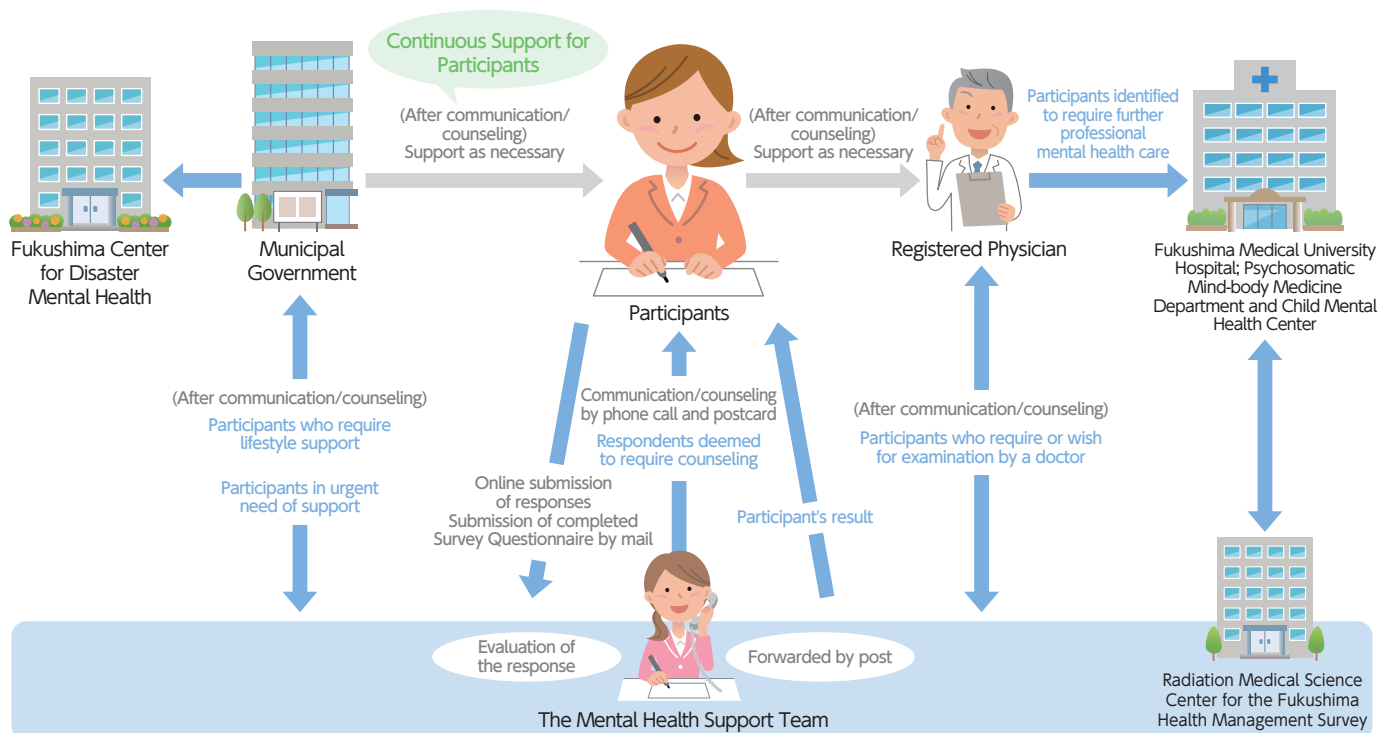 Continuous Support for
Participants
(After communication/
counseling)
Support as necessary
(After communication/
counseling)
Support as necessary
Participants identified
to require further
professional
mental health care
Fukushima Center
for Disaster
Mental Health
Municipal
Government
Participants
Registered Physician
Fukushima Medical University
Hospital; Psychosomatic
Mind-body Medicine
Department and Child Mental
Health Center
(After communication/counseling)
Participants who require
lifestyle support
Participants in urgent
need of support
Online submission
of responses
Submission of completed
Survey Questionnaire by mail
Communication/counseling
by phone call and postcard
Respondents deemed
to require counseling
Participant's result
(After communication/counseling)
Participants who require or wish
for examination by a doctor
Evaluation of
the response
Forwarded by post
The Mental Health Support Team
Radiation Medical Science
Center for the Fukushima
Health Management Survey